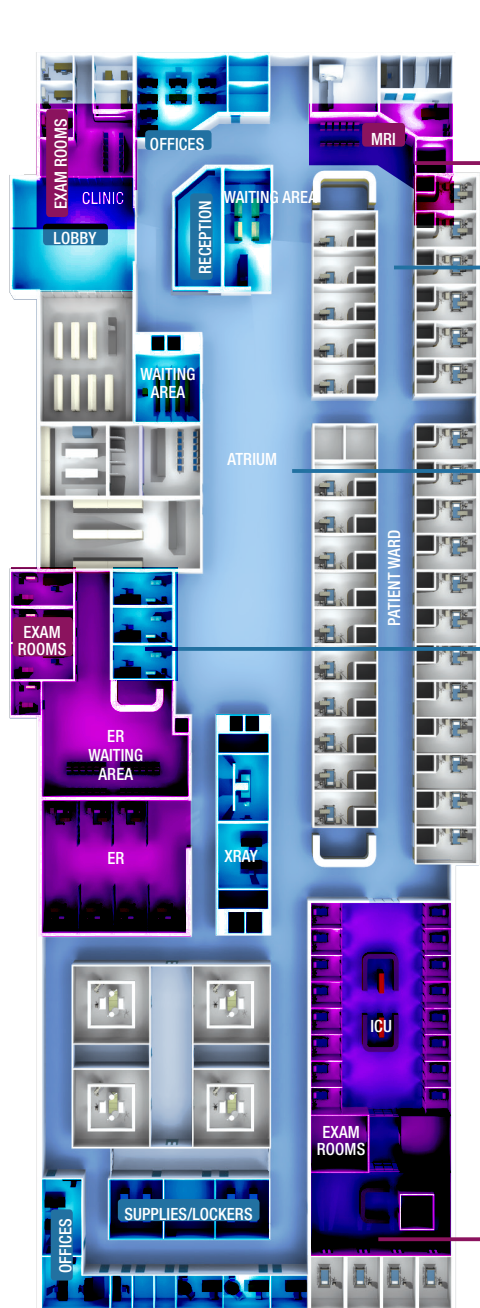 OFFICES
MRI
EXAM ROOMS
CLINIC
WAITING AREA
LOBBY
RECEPTION
WAITING
AREA
ATRIUM
PATIENT WARD
EXAM
ROOMS
ER
WAITING
AREA
ER
XRAY
ICU
EXAM
ROOMS
SUPPLIES/LOCKERS
OFFICES